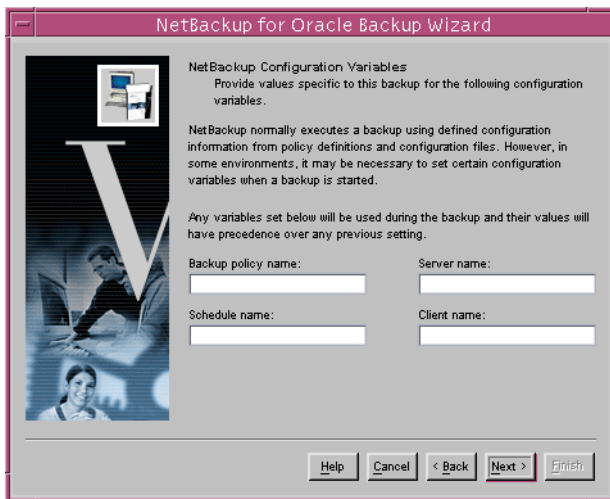 NetBackup for Oracle Backup Wizard
NetBackup Configuration Variables
Provide values specific to this backup for the following configuration
variables.
NetBackup normally executes a backup using defined configuration
information from policy definitions and configuration files. However, in
some environments, it may be necessary to set certain configuration
variables when a backup is started.
Any variables set below will be used during the backup and their values will
have precedence over any previous setting.
Backup policy name:
Server name:
Schedule name:
Client name:
Help
Cancel
< Back
Next >
Finish